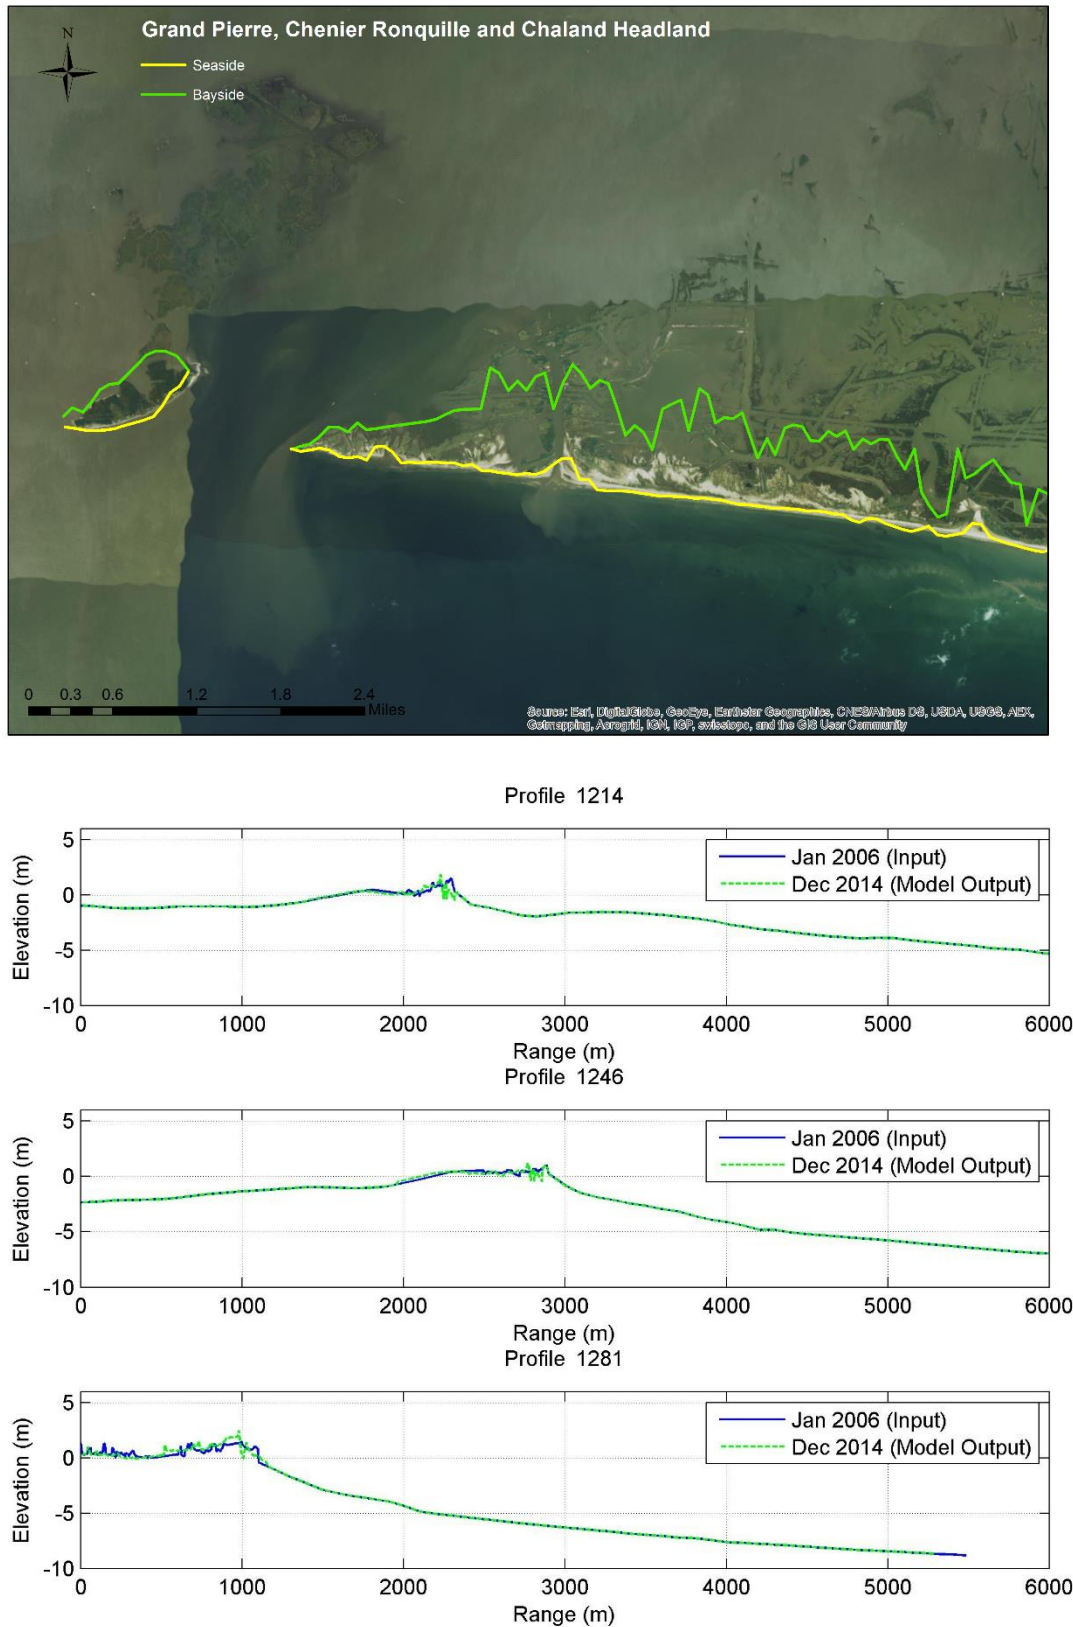 Grand Pierre, Chenier Ronquille and Chaland Headland
N
Seaside
Bayside
0 0.3 0.6 1.2 1.8 2.4
Miles
Source: Esri, DigitalGlobe, GeoEye, Earthstar Geographics, CNES/Airbus DS, USDA, USGS, AEX,
Getmapping, Aerogrid, IGN, IGP, swisstopo, and the GIS User Community
Profile 1214
Elevation (m)
5
0
-5
-10
Jan 2006 (Input)
Dec 2014 (Model Output)
0 1000 2000 3000 4000 5000 6000
Range (m)
Profile 1246
Elevation (m)
5
0
-5
-10
Jan 2006 (Input)
Dec 2014 (Model Output)
0 1000 2000 3000 4000 5000 6000
Range (m)
Profile 1281
Elevation (m)
5
0
-5
-10
Jan 2006 (Input)
Dec 2014 (Model Output)
0 1000 2000 3000 4000 5000 6000
Range (m)